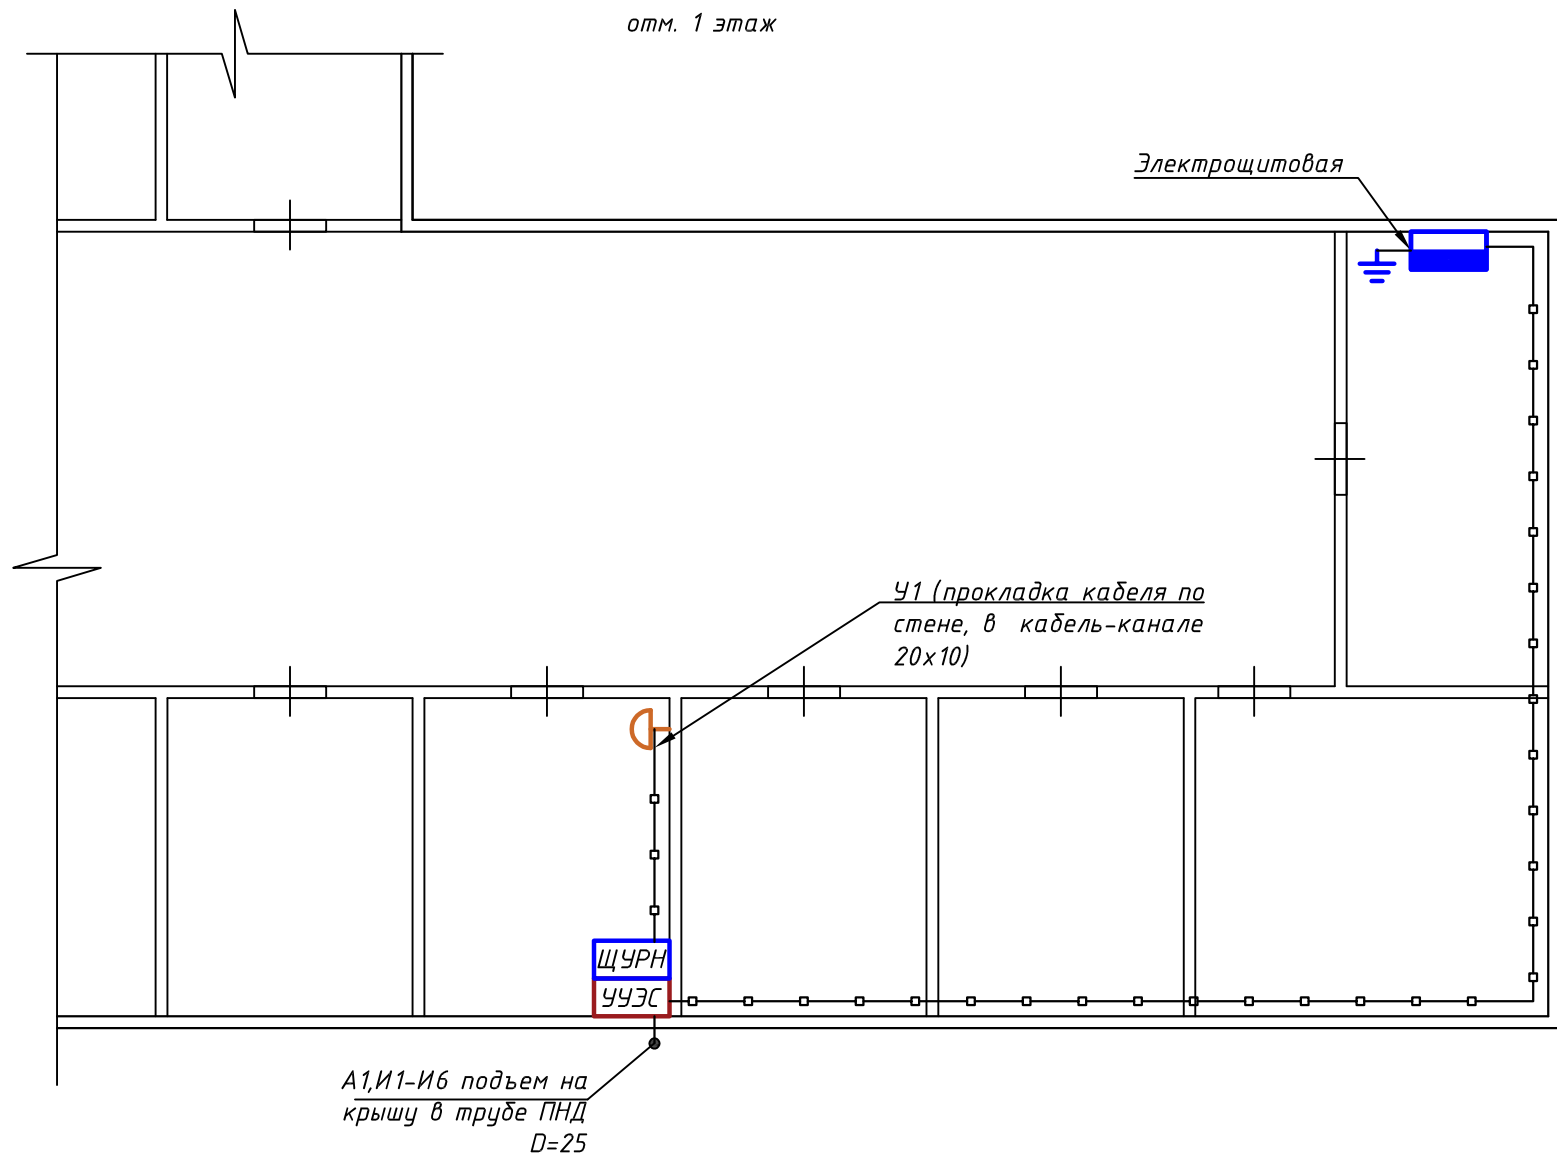 отм. 1 этаж
Электрощитовая
У1 (прокладка кабеля по
стене, в кабель-канале
20х10)
ЩУРН
УУЭС
А1,И1-И6 подъем на
крышу в трубе ПНД
D=25